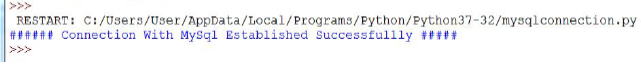 >>>
RESTART: C:/Users/User/AppData/Local/Programs/Python/Python37-32/mysqlconnection.py
###### Connection With MySql Established Successfullly #####
>>>